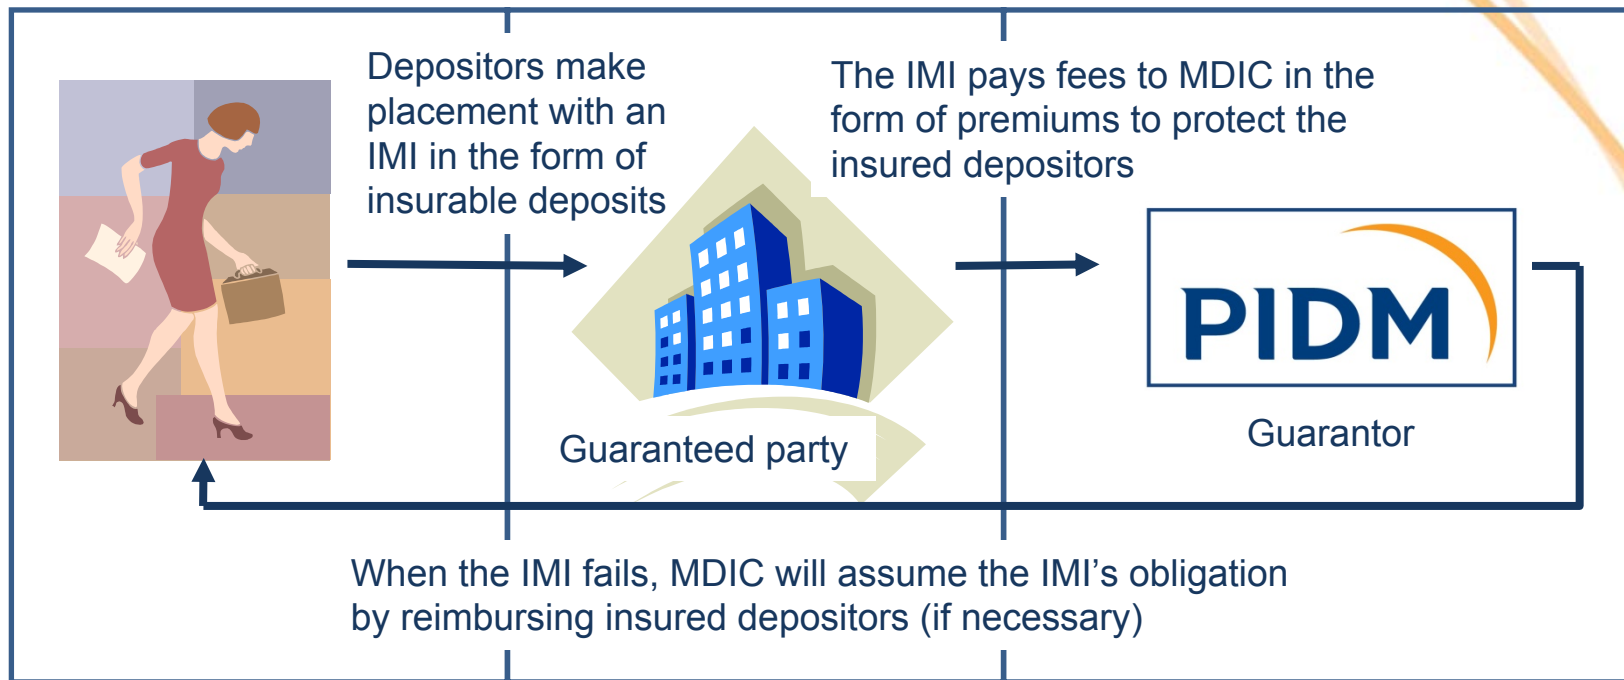 Depositors make
placement with an
IMI in the form of
insurable deposits
The IMI pays fees to MDIC in the
form of premiums to protect the
insured depositors
PIDM
Guaranteed party
Guarantor
When the IMI fails, MDIC will assume the IMI's obligation
by reimbursing insured depositors (if necessary)